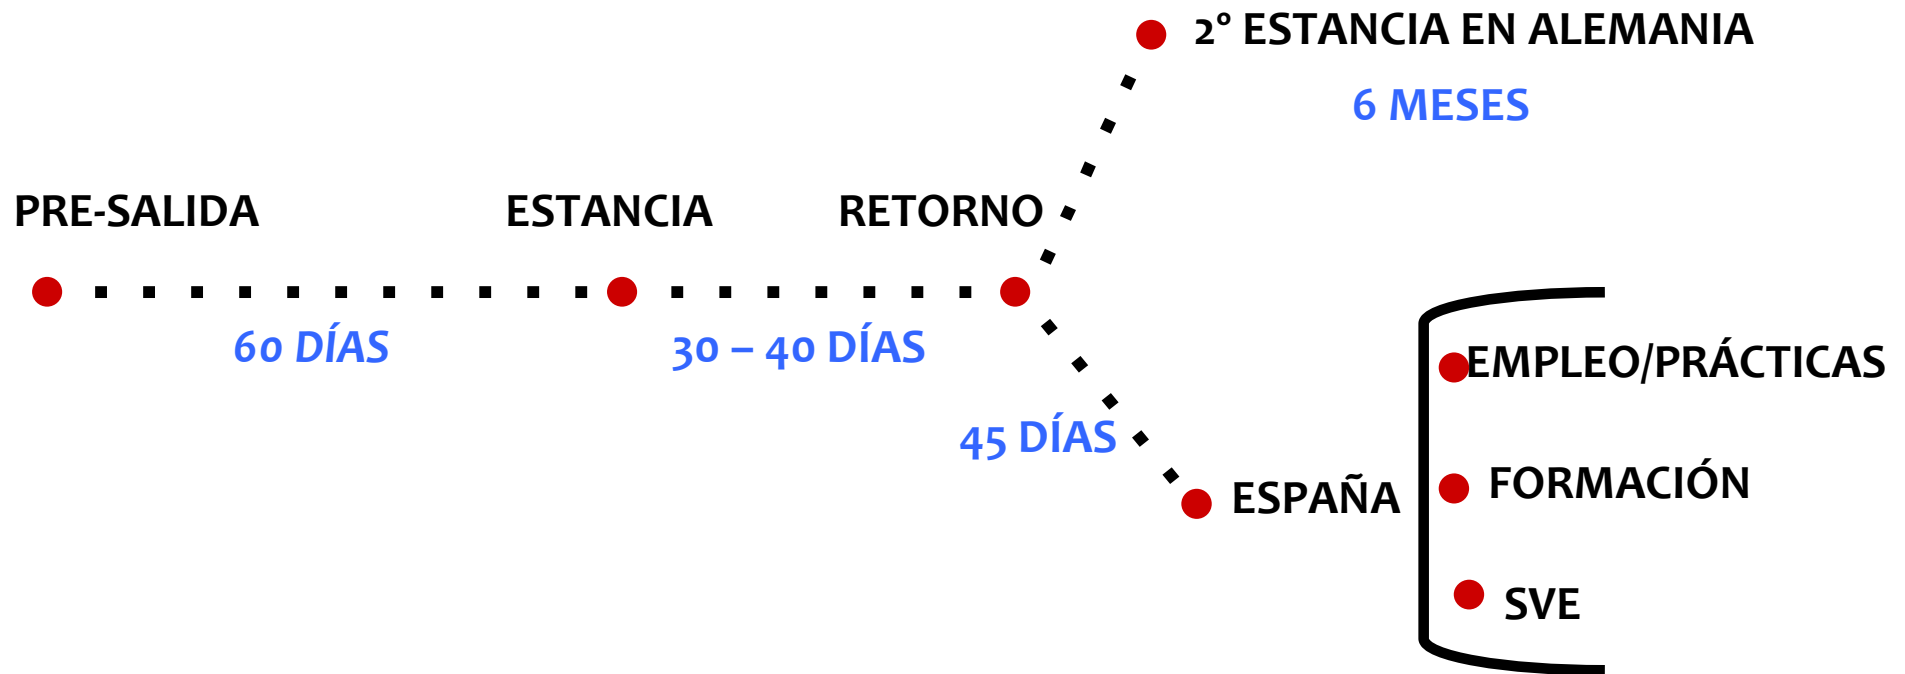 2° ESTANCIA EN ALEMANIA
6 MESES
PRE-SALIDA
ESTANCIA
RETORNO
60 DÍAS
30 – 40 DÍAS
45 DÍAS
ESPAÑA
EMPLEO/PRÁCTICAS
FORMACIÓN
SVE